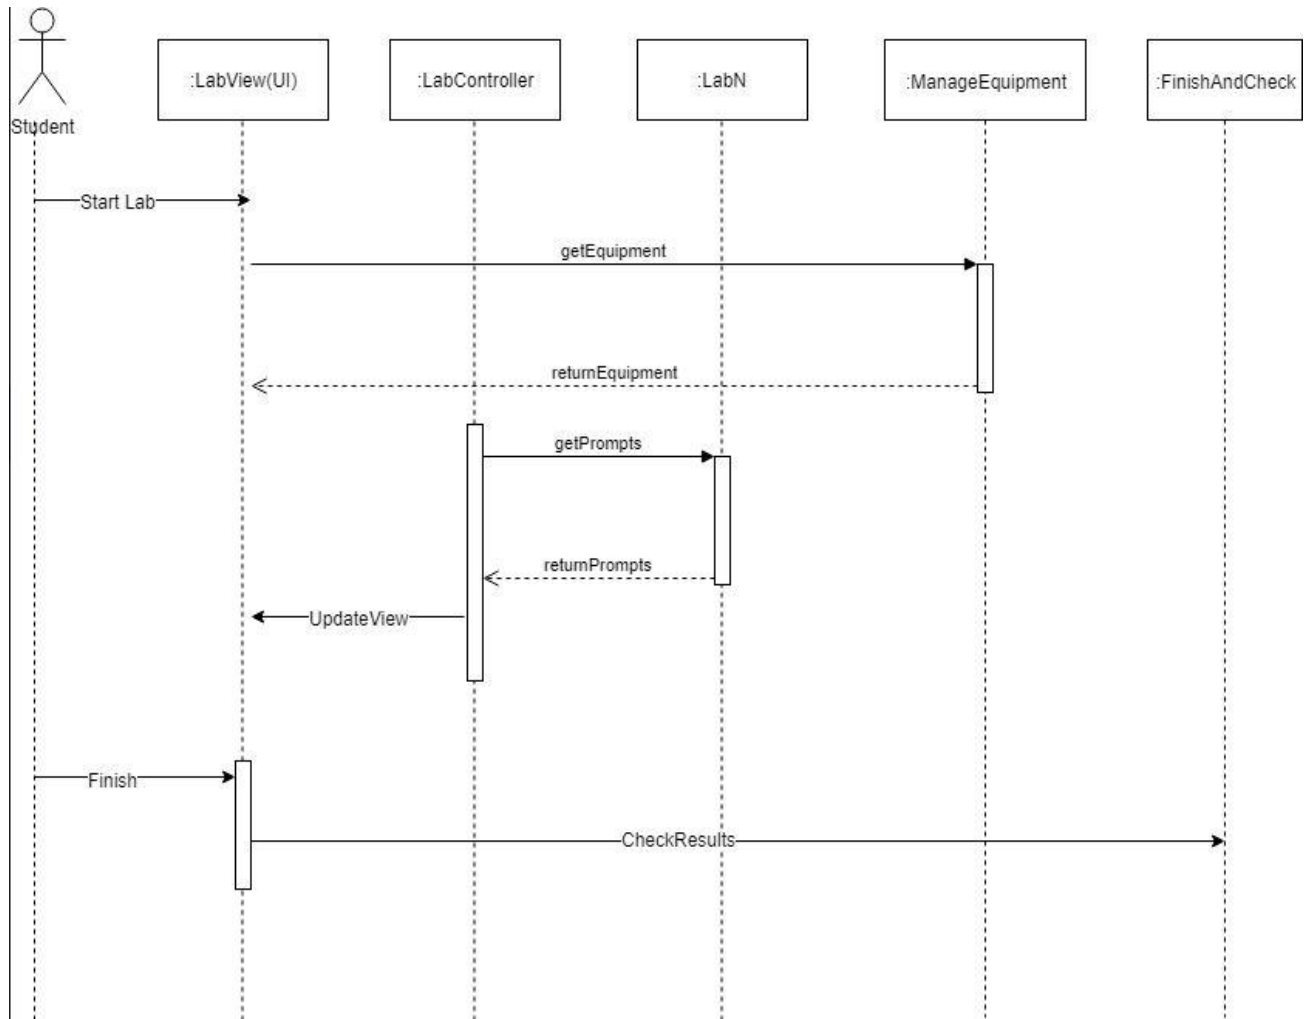 Student
:LabView(UI)
:LabController
:LabN
:ManageEquipment
:FinishAndCheck
Start Lab
getEquipment
returnEquipment
getPrompts
returnPrompts
UpdateView
Finish
CheckResults